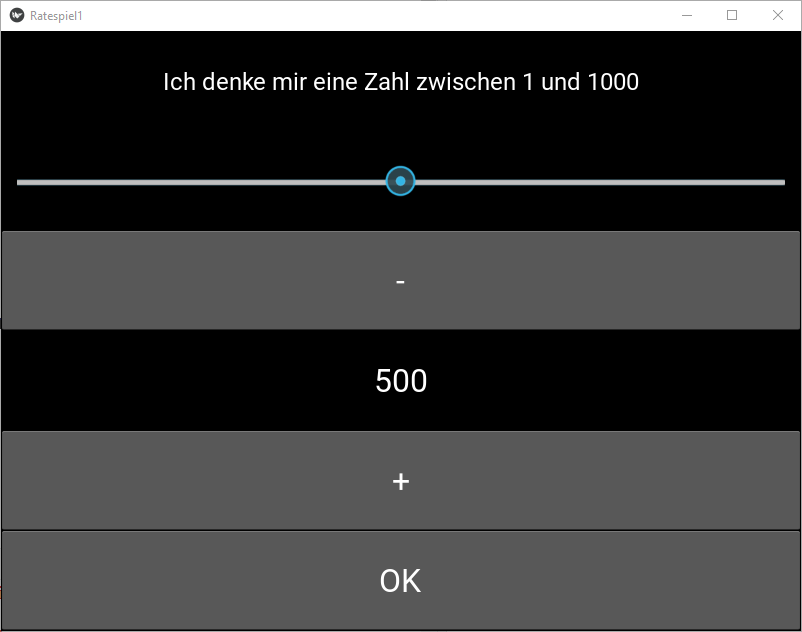 Ratespiel1
Ich denke mir eine Zahl zwischen 1 und 1000
-
500
+
OK